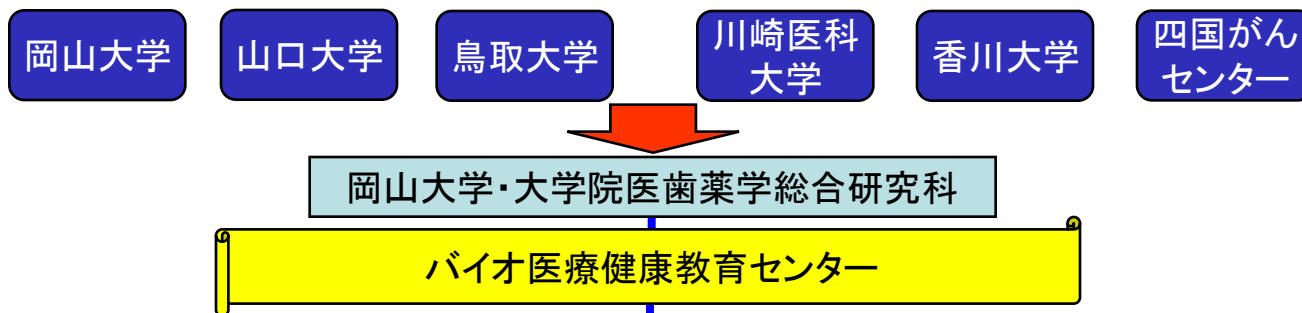 岡山大学
山口大学
鳥取大学
川崎医科
大学
香川大学
四国がん
センター
岡山大学・大学院医歯薬学総合研究科
バイオ医療健康教育センター